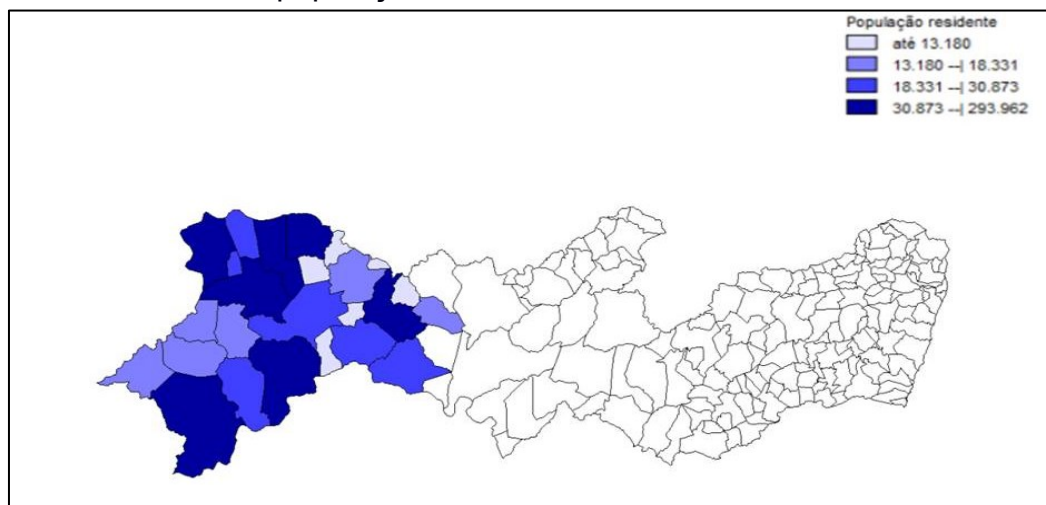 População residente
até 13.180
13.180 --| 18.331
18.331 --| 30.873
30.873 --| 293.962